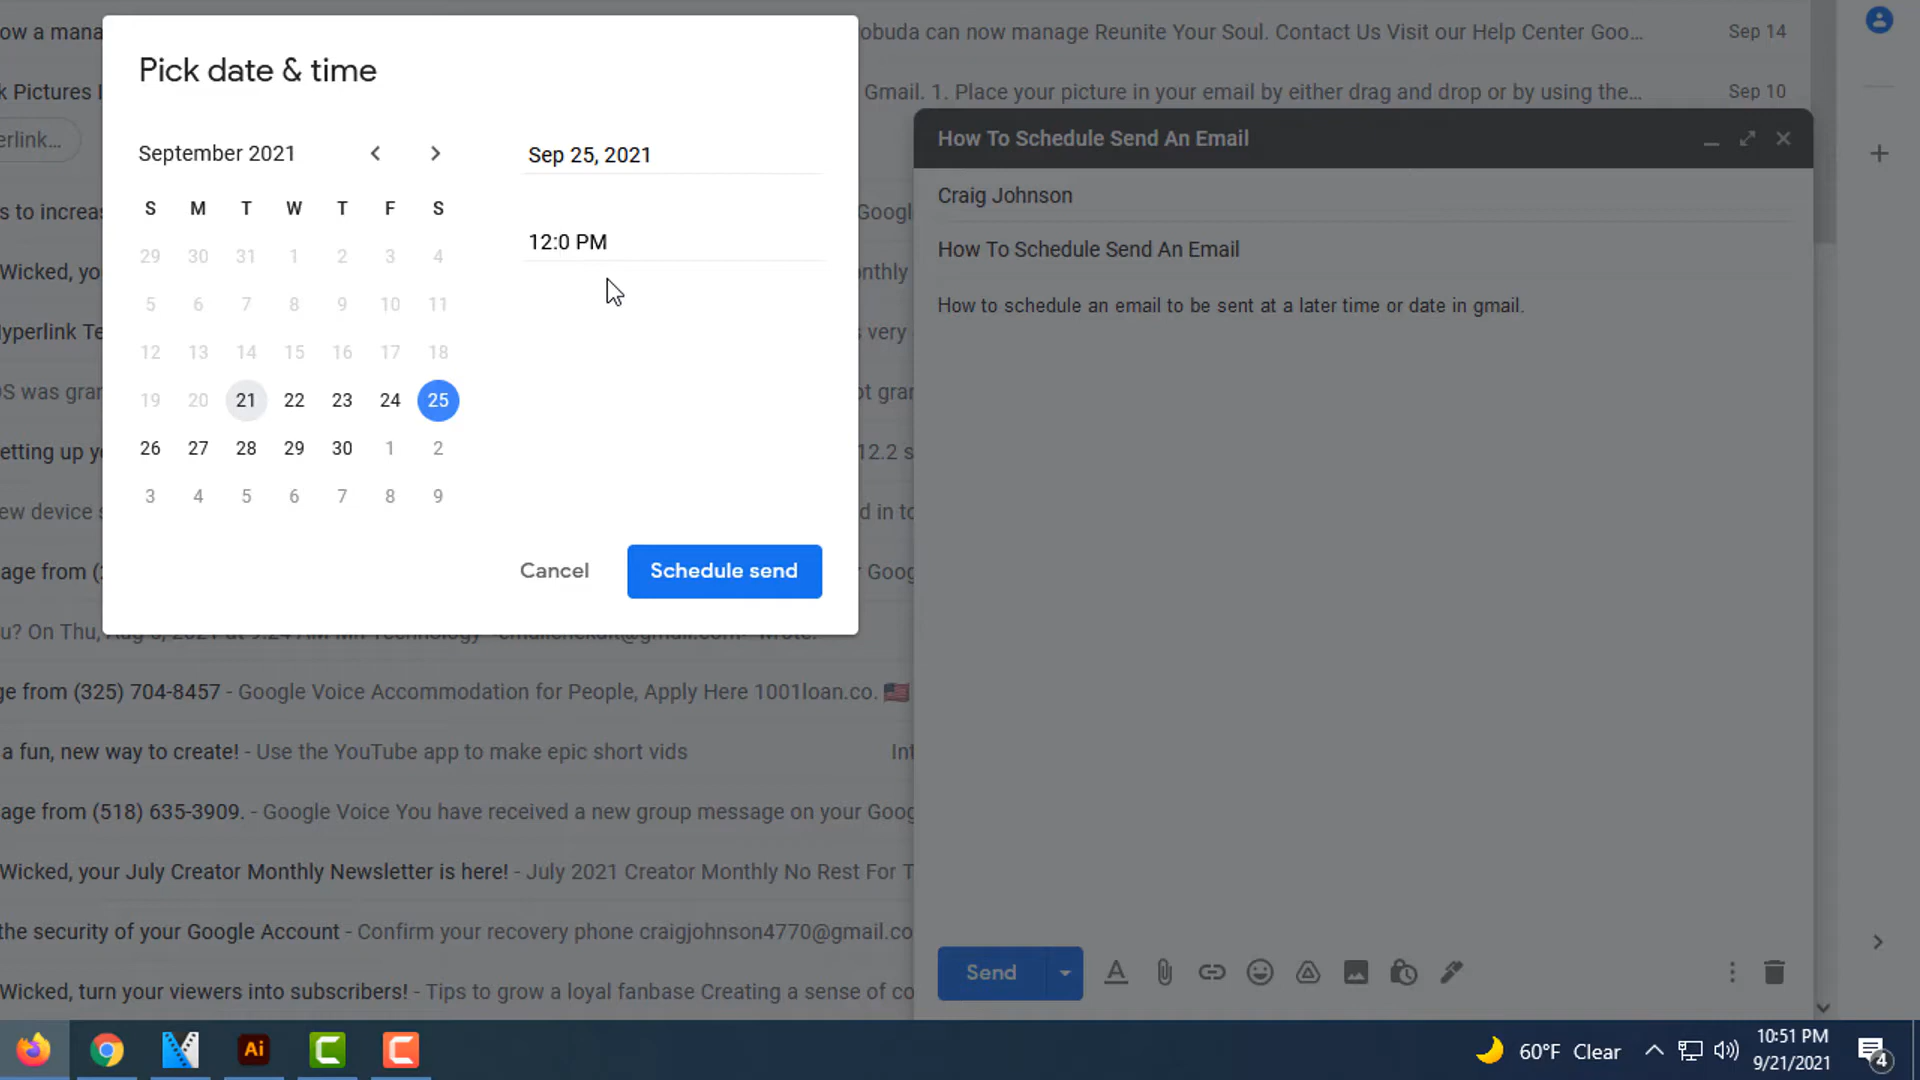 ow a mana
obuda can now manage Reunite Your Soul. Contact Us Visit our Help Center Goo...
Sep 14
k Pictures I
Gmail. 1. Place your picture in your email by either drag and drop or by using the...
Sep 10
erlink...
s to increas
Googl
Wicked, yo
onthly
yperlink Te
s very
OS was gran
ot gran
etting up yo
12.2 s
ew device s
d in to
age from (
Goog
u? On Thu,
ge from (325) 704-8457 - Google Voice Accommodation for People, Apply Here 1001loan.co.
a fun, new way to create! - Use the YouTube app to make epic short vids
Int
age from (518) 635-3909. - Google Voice You have received a new group message on your Goog
Wicked, your July Creator Monthly Newsletter is here! - July 2021 Creator Monthly No Rest For T
the security of your Google Account - Confirm your recovery phone craigjohnson4770@gmail.co
Wicked, turn your viewers into subscribers! - Tips to grow a loyal fanbase Creating a sense of co
Pick date & time
September 2021
S M T W T F S
29 30 31 1 2 3 4
5 6 7 8 9 10 11
12 13 14 15 16 17 18
19 20 21 22 23 24 25
26 27 28 29 30 1 2
3 4 5 6 7 8 9
Sep 25, 2021
12:0 PM
Cancel
Schedule send
How To Schedule Send An Email
Craig Johnson
How To Schedule Send An Email
How to schedule an email to be sent at a later time or date in gmail.
Send
Ai
60°F Clear
10:51 PM
9/21/2021
4